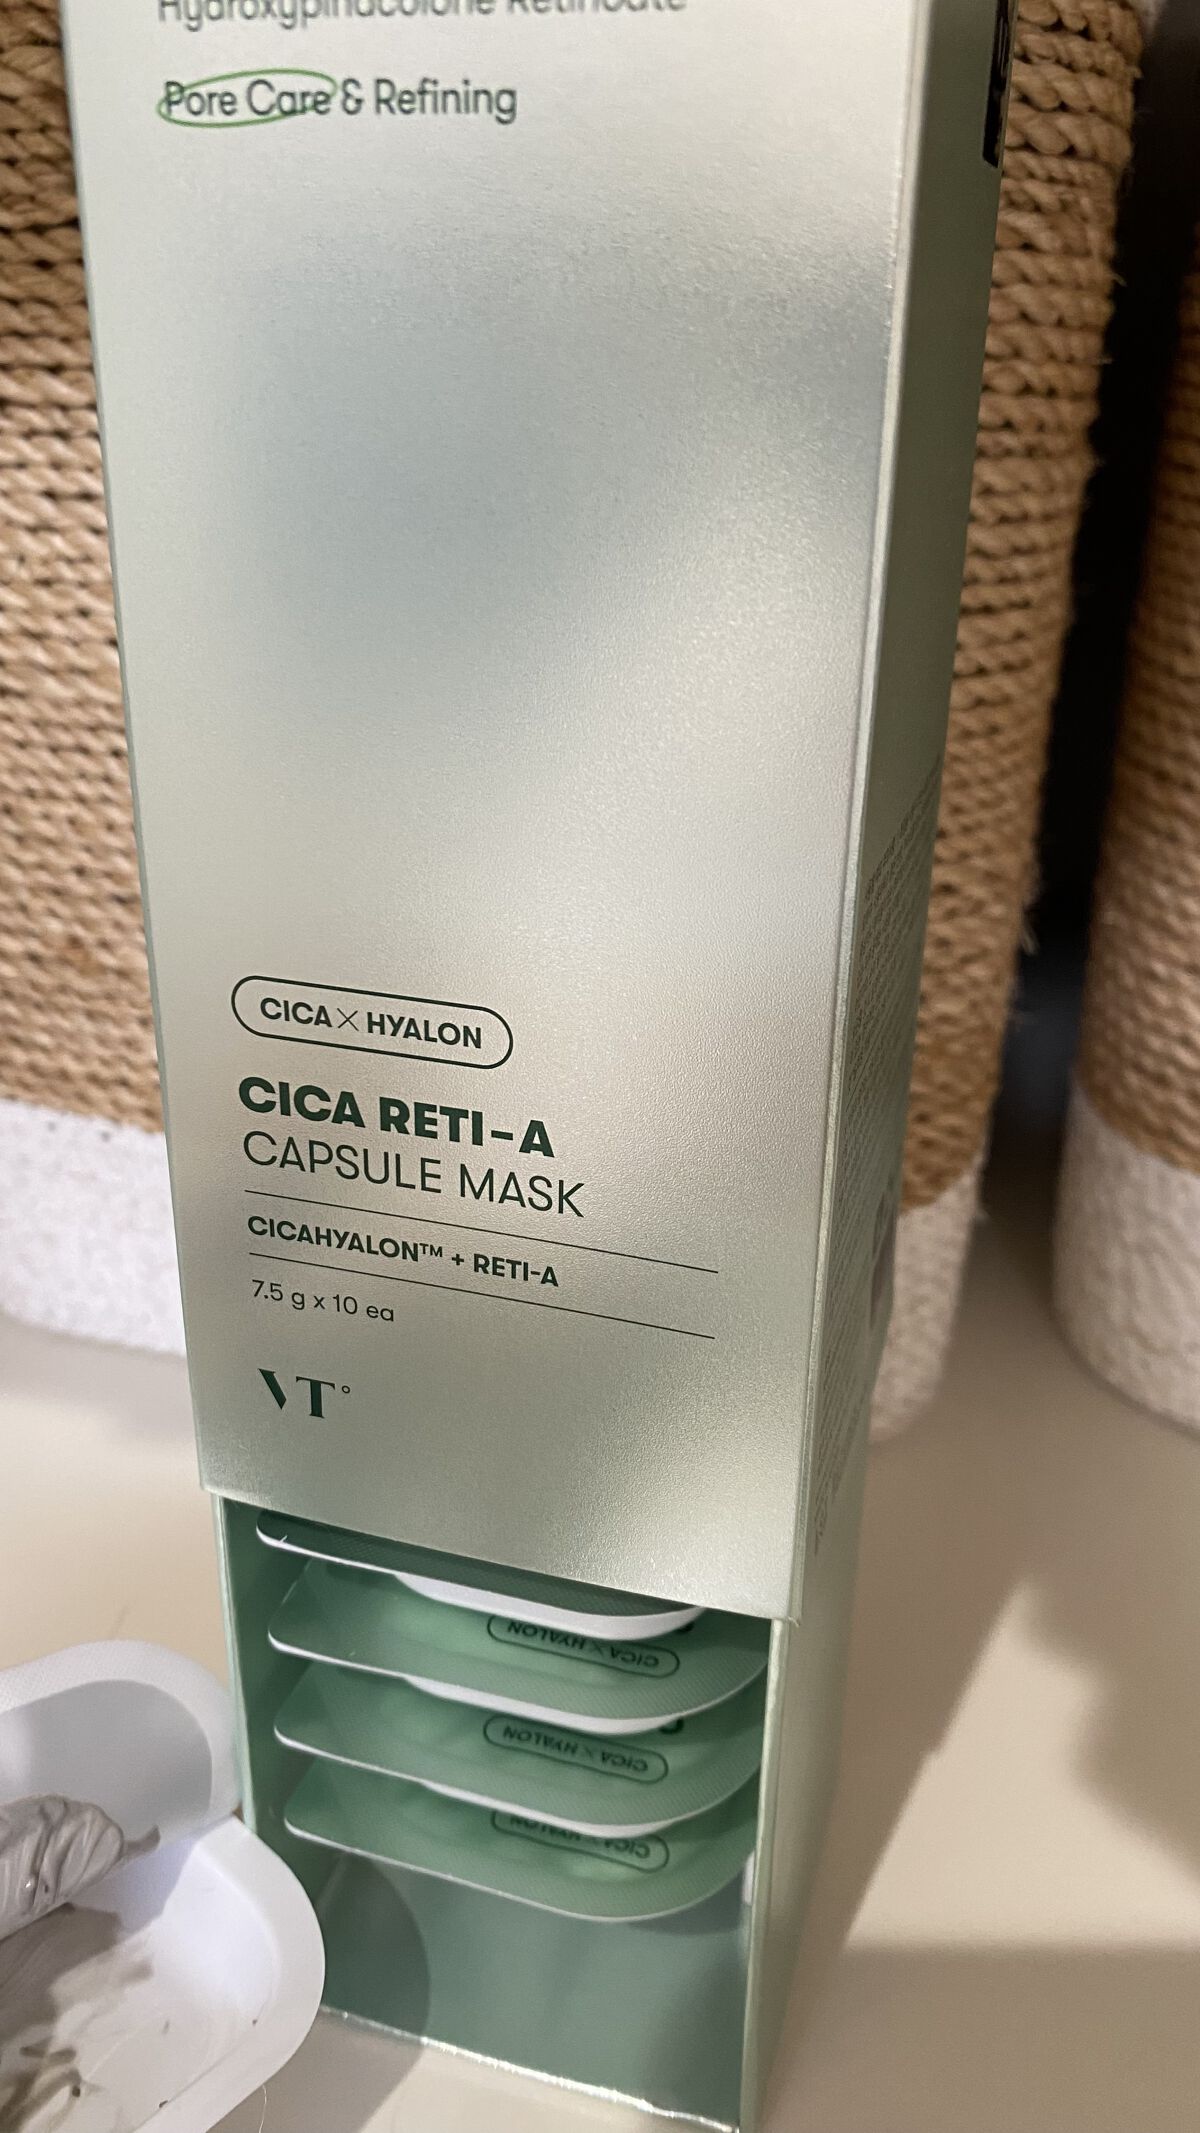 Hydroxypinacolone Retinoate
Pore Care & Refining
CICA X HYALON
CICA RETI-A
CAPSULE MASK
CICAHYALON™ + RETI-A
7.5 g x 10 ea
VT°
CICA X HYALON
CICA X HYALON
CICA X HYALON